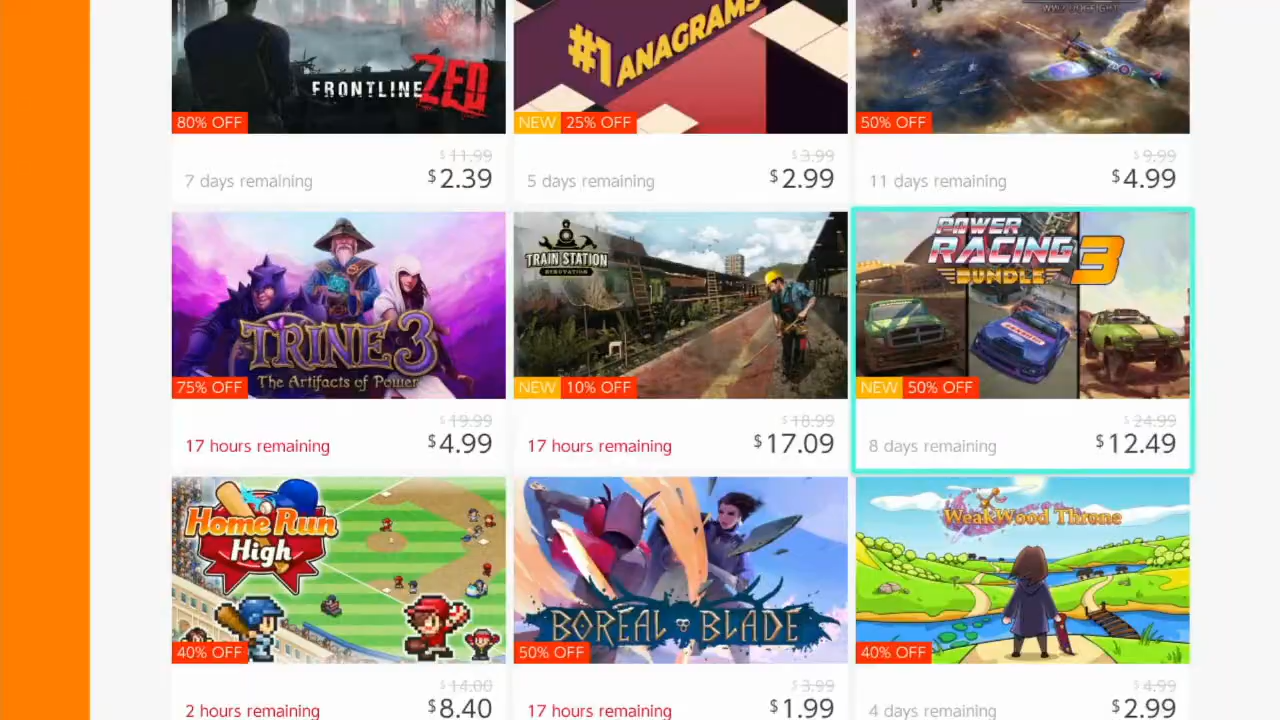 FRONTLINE ZED
80% OFF
$11.99
7 days remaining $2.39
#1 ANAGRAMS
NEW 25% OFF
$3.99
5 days remaining $2.99
50% OFF
$9.99
11 days remaining $4.99
TRINE 3
The Artifacts of Power
75% OFF
$19.99
17 hours remaining $4.99
TRAIN STATION
RENOVATION
NEW 10% OFF
$18.99
17 hours remaining $17.09
POWER
RACING 3
BUNDLE
NEW 50% OFF
$24.99
8 days remaining $12.49
Home Run
High
40% OFF
$14.00
2 hours remaining $8.40
BOREAL BLADE
50% OFF
$3.99
17 hours remaining $1.99
WeakWood Throne
40% OFF
$4.99
4 days remaining $2.99